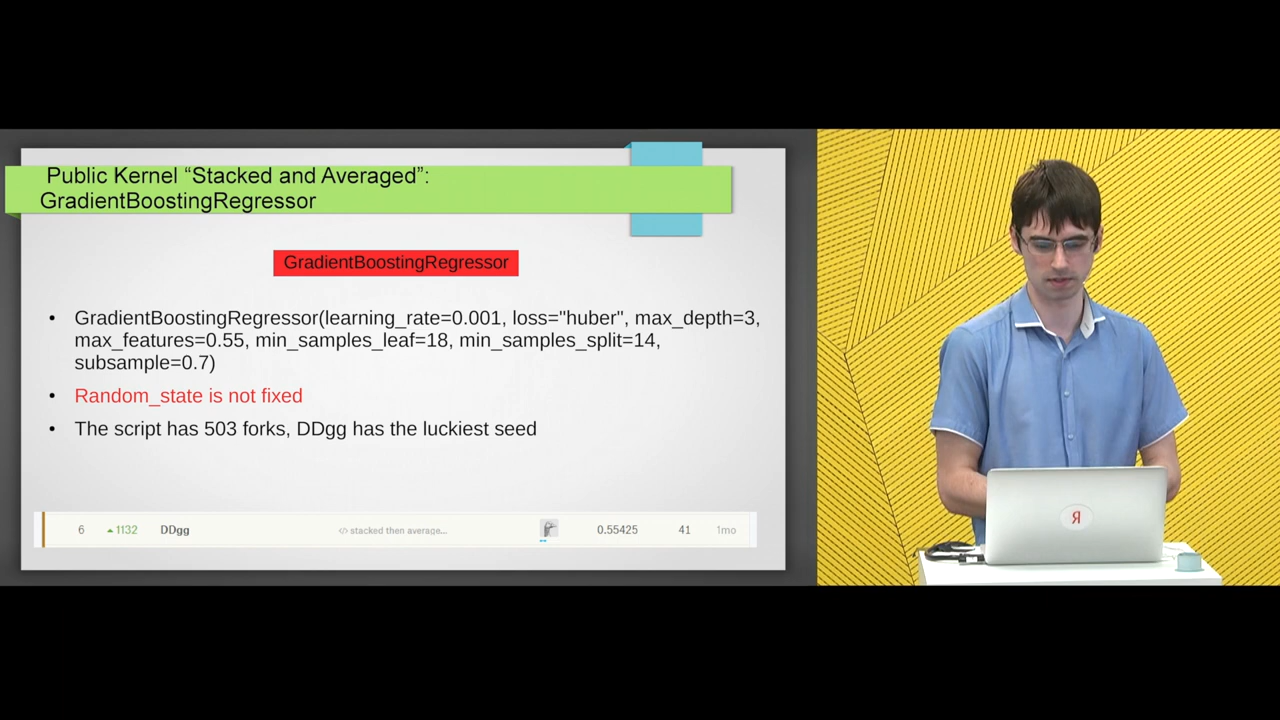 Public Kernel “Stacked and Averaged”:
GradientBoostingRegressor
GradientBoostingRegressor
• GradientBoostingRegressor(learning_rate=0.001, loss="huber", max_depth=3,
max_features=0.55, min_samples_leaf=18, min_samples_split=14,
subsample=0.7)
• Random_state is not fixed
• The script has 503 forks, DDgg has the luckiest seed
6 1132 DDgg </> stacked then average... 0.55425 41 1mo
Я